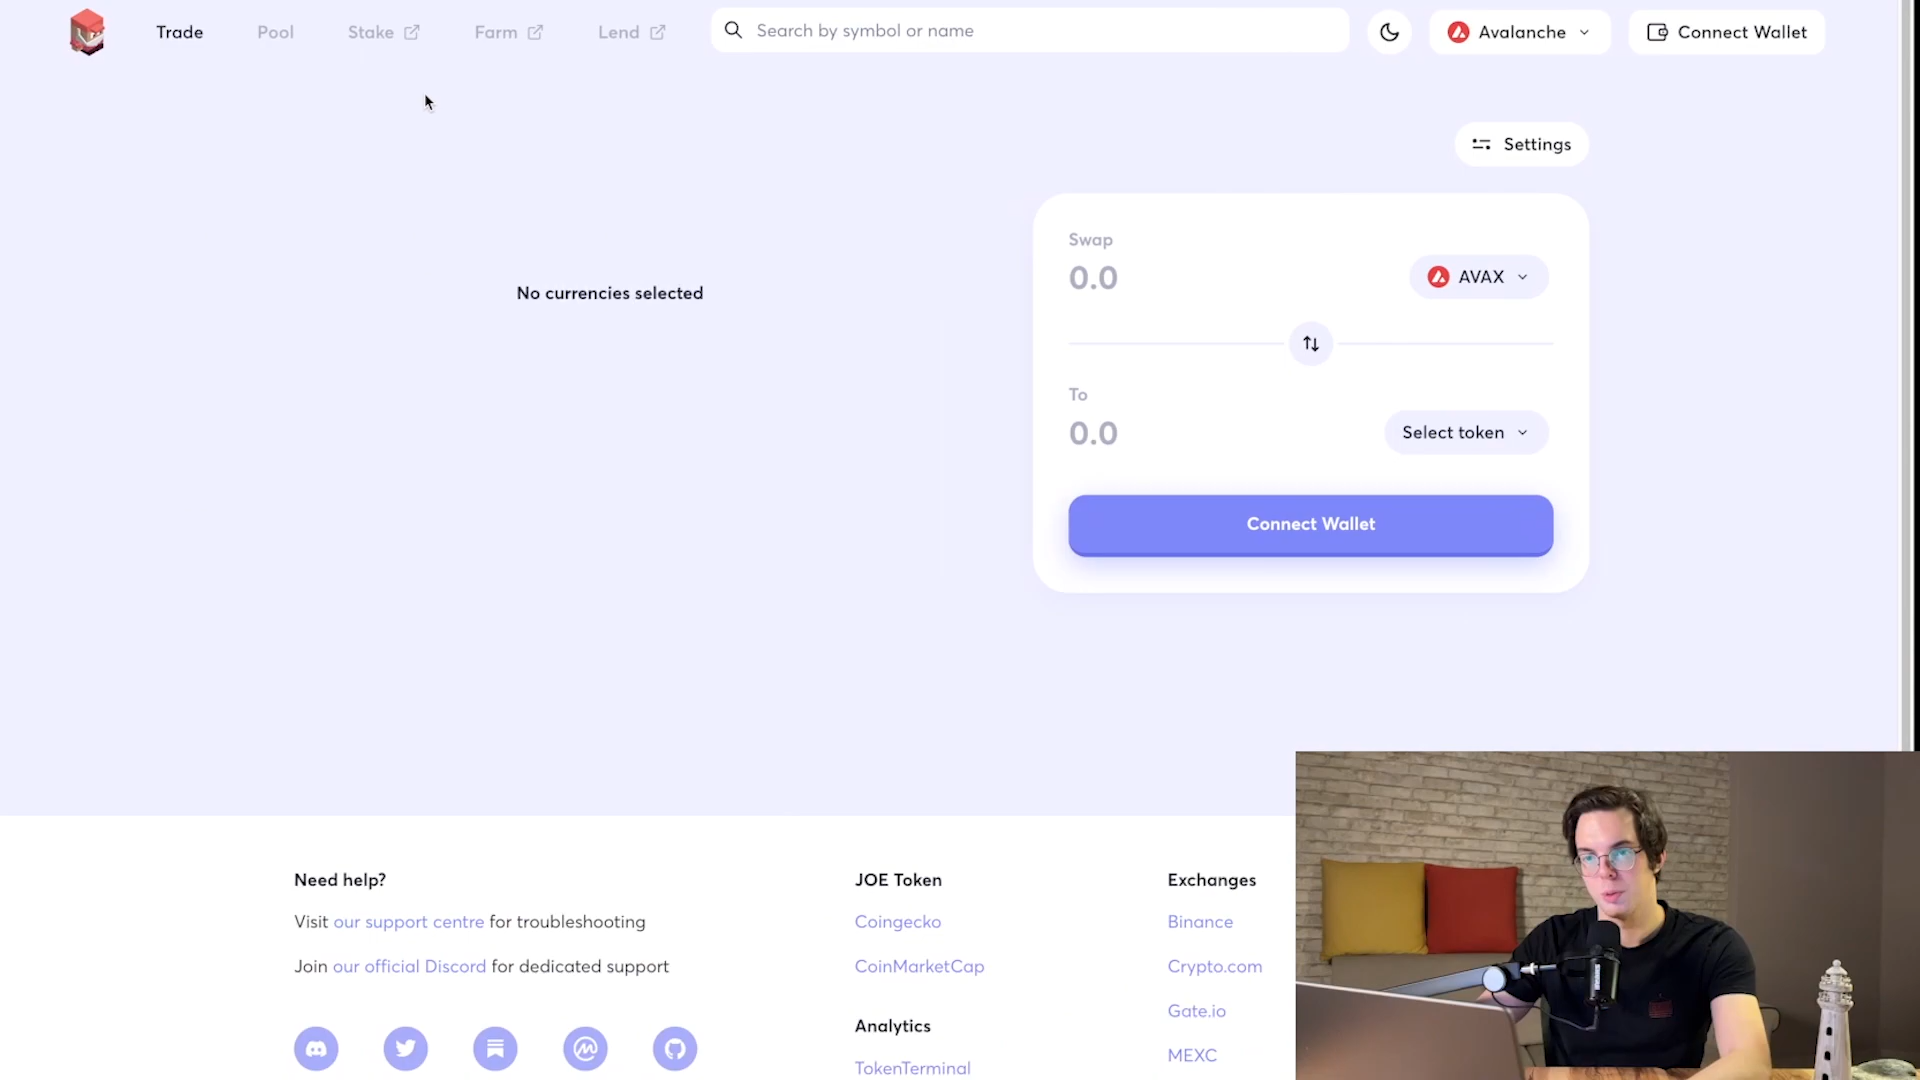 Trade
Pool
Stake
Farm
Lend
Search by symbol or name
Avalanche
Connect Wallet
Settings
No currencies selected
Swap
0.0
AVAX
To
0.0
Select token
Connect Wallet
Need help?
Visit our support centre for troubleshooting
Join our official Discord for dedicated support
JOE Token
Coingecko
CoinMarketCap
Analytics
TokenTerminal
Exchanges
Binance
Crypto.com
Gate.io
MEXC